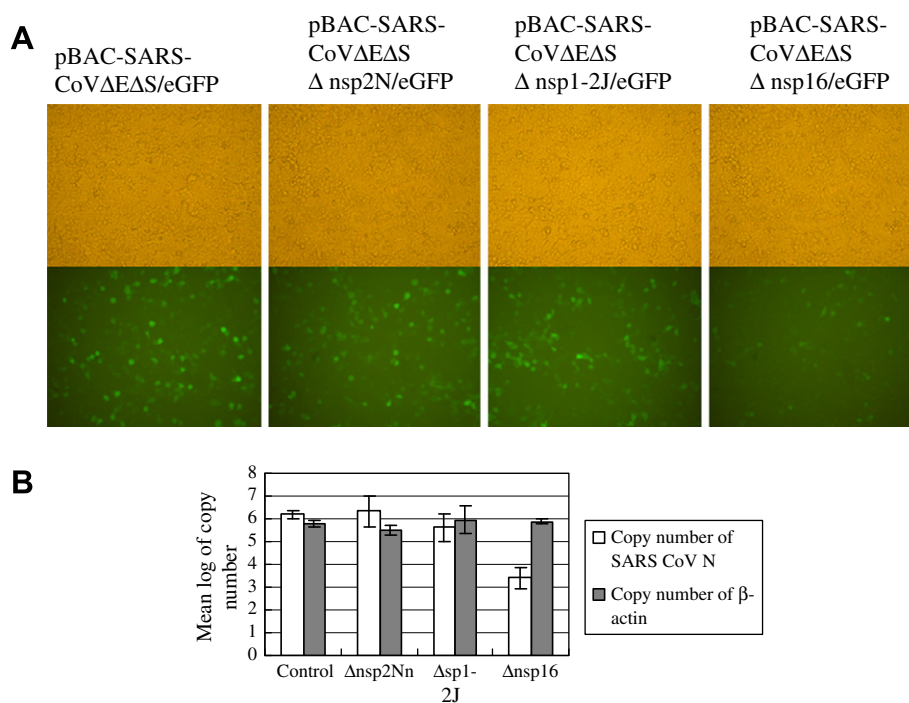 A
pBAC-SARS-
CoVΔEΔS/eGFP
pBAC-SARS-
CoVΔEΔS
Δ nsp2N/eGFP
pBAC-SARS-
CoVΔEΔS
Δ nsp1-2J/eGFP
pBAC-SARS-
CoVΔEΔS
Δ nsp16/eGFP
B
Mean log of copy
number
8
7
6
5
4
3
2
1
0
Control
Δnsp2Nn
Δsp1-
2J
Δnsp16
Copy number of
SARS CoV N
Copy number of β-
actin